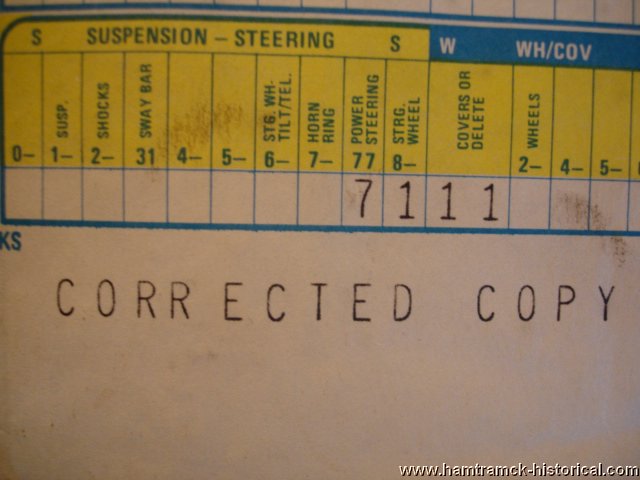 S SUSPENSION – STEERING S W WH/COV
SUSP. SHOCKS SWAY BAR STG. WH- TILT/TEL. HORN RING POWER STEERING STRG. WHEEL COVERS OR DELETE WHEELS
0– 1– 2– 31 4– 5– 6– 7– 77 8– 2– 4– 5–
7 1 1 1
KS
CORRECTED COPY
www.hamtramck-historical.com